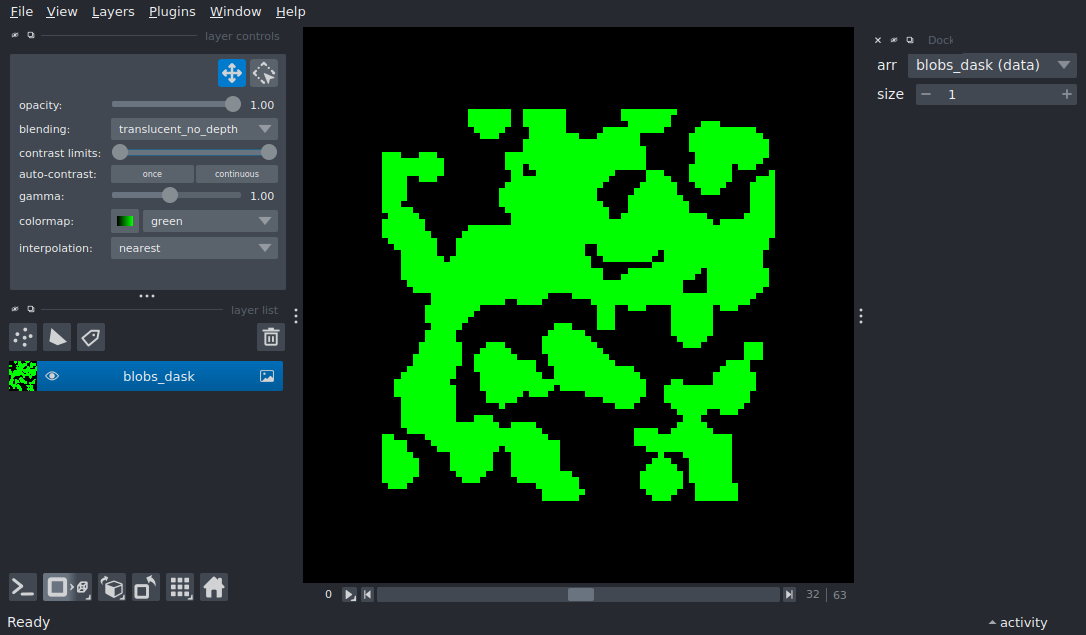 File View Layers Plugins Window Help
layer controls
opacity: 1.00
blending: translucent_no_depth
contrast limits:
auto-contrast: once continuous
gamma: 1.00
colormap: green
interpolation: nearest
layer list
blobs_dask
Dock
arr blobs_dask (data)
size 1
0 32 63
Ready
activity